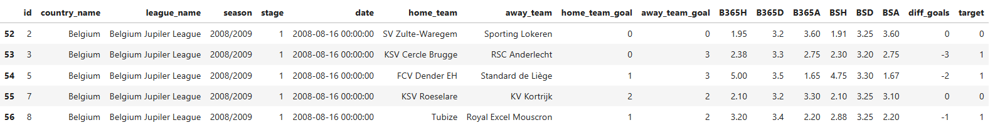 id country_name league_name season stage date home_team away_team home_team_goal away_team_goal B365H B365D B365A BSH BSD BSA diff_goals target
52 2 Belgium Belgium Jupiler League 2008/2009 1 2008-08-16 00:00:00 SV Zulte-Waregem Sporting Lokeren 0 0 1.95 3.2 3.60 1.91 3.25 3.60 0 0
53 3 Belgium Belgium Jupiler League 2008/2009 1 2008-08-16 00:00:00 KSV Cercle Brugge RSC Anderlecht 0 3 2.38 3.3 2.75 2.30 3.20 2.75 -3 1
54 5 Belgium Belgium Jupiler League 2008/2009 1 2008-08-16 00:00:00 FCV Dender EH Standard de Liège 1 3 5.00 3.5 1.65 4.75 3.30 1.67 -2 1
55 7 Belgium Belgium Jupiler League 2008/2009 1 2008-08-16 00:00:00 KSV Roeselare KV Kortrijk 2 2 2.10 3.2 3.30 2.10 3.25 3.10 0 0
56 8 Belgium Belgium Jupiler League 2008/2009 1 2008-08-16 00:00:00 Tubize Royal Excel Mouscron 1 2 3.20 3.4 2.20 2.88 3.25 2.20 -1 1